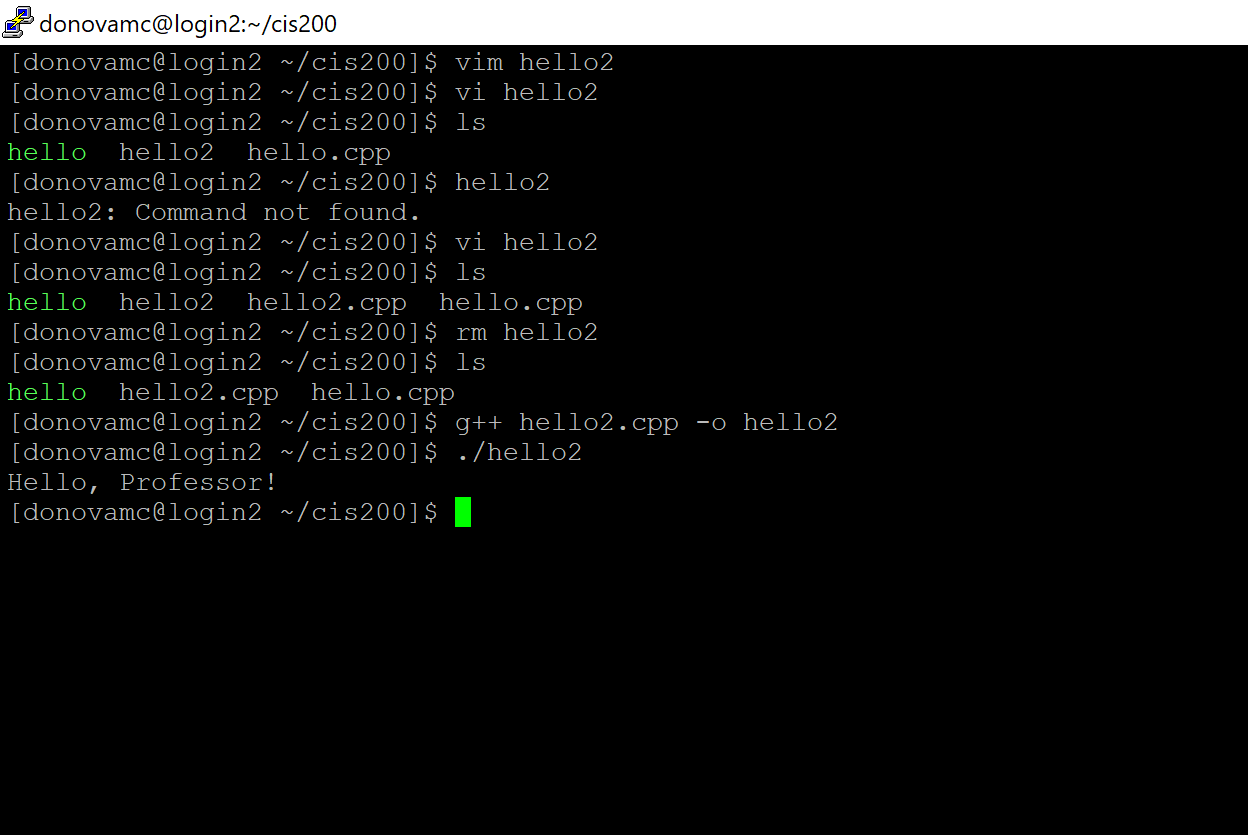 donovamc@login2:~/cis200
[donovamc@login2 ~/cis200]$ vim hello2
[donovamc@login2 ~/cis200]$ vi hello2
[donovamc@login2 ~/cis200]$ ls
hello  hello2  hello.cpp
[donovamc@login2 ~/cis200]$ hello2
hello2: Command not found.
[donovamc@login2 ~/cis200]$ vi hello2
[donovamc@login2 ~/cis200]$ ls
hello  hello2  hello2.cpp  hello.cpp
[donovamc@login2 ~/cis200]$ rm hello2
[donovamc@login2 ~/cis200]$ ls
hello  hello2.cpp  hello.cpp
[donovamc@login2 ~/cis200]$ g++ hello2.cpp -o hello2
[donovamc@login2 ~/cis200]$ ./hello2
Hello, Professor!
[donovamc@login2 ~/cis200]$